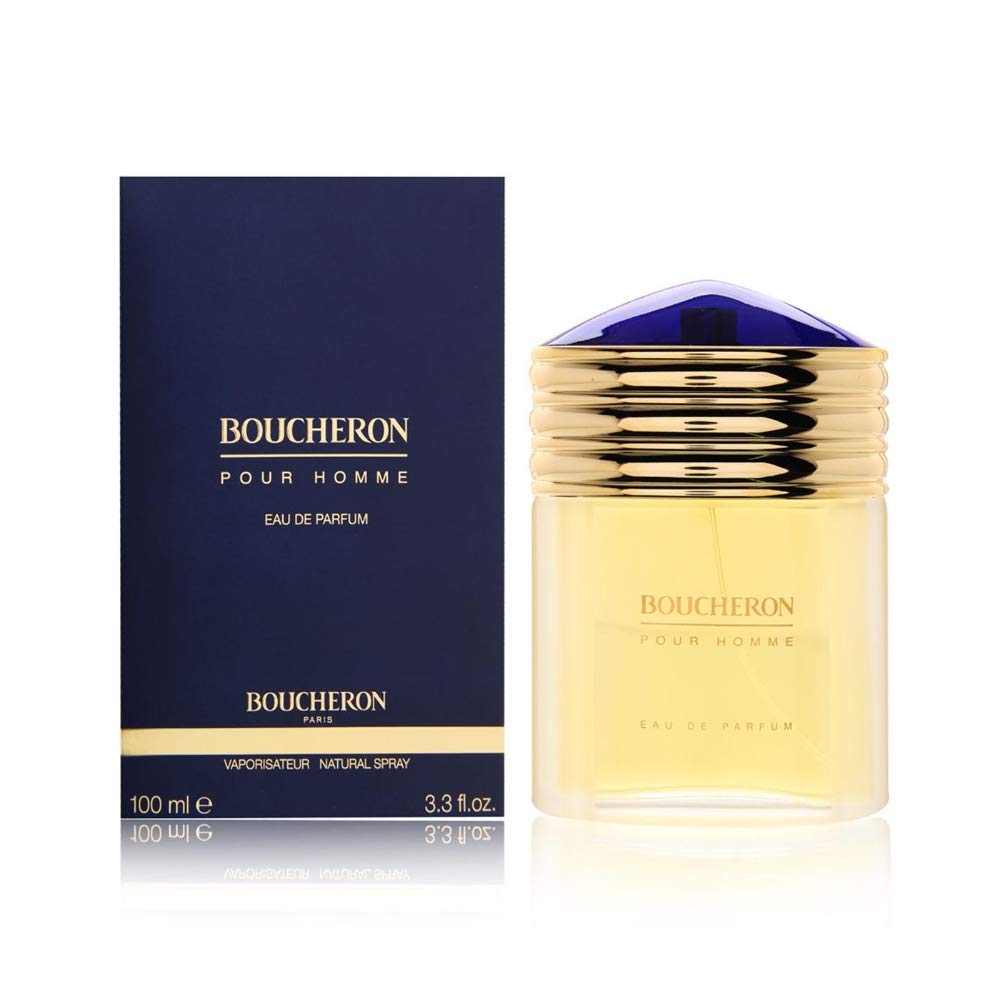 BOUCHERON
POUR HOMME
EAU DE PARFUM
BOUCHERON
PARIS
VAPORISATEUR NATURAL SPRAY
100 ml e 3.3 fl.oz.
BOUCHERON
POUR HOMME
EAU DE PARFUM